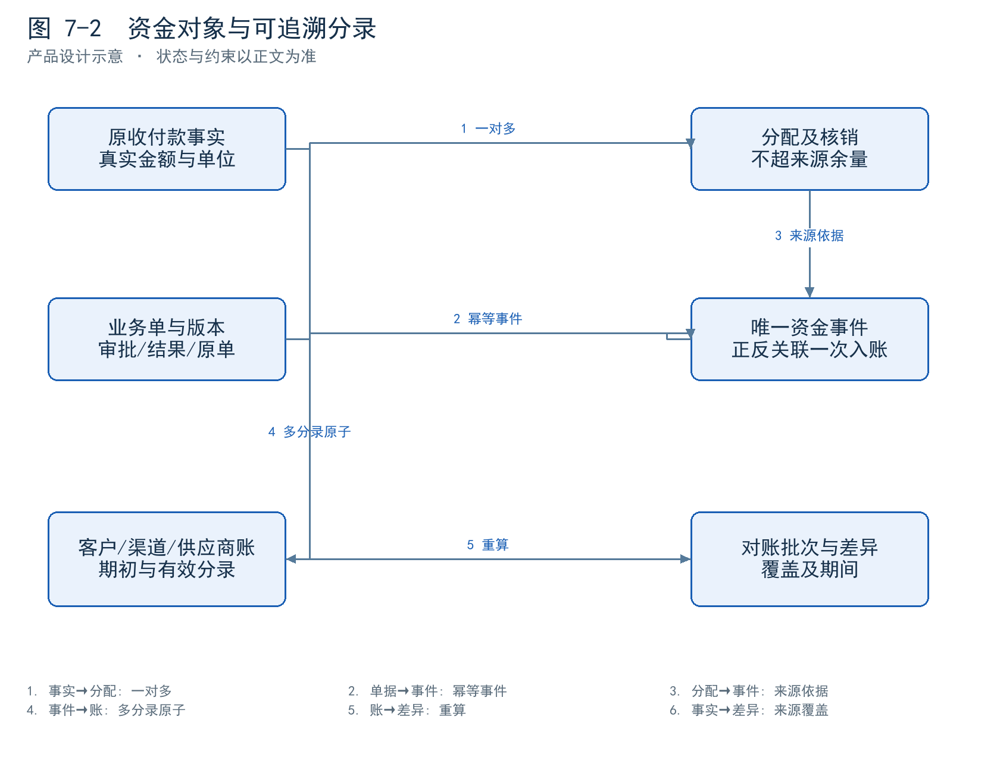 图 7-2 资金对象与可追溯分录
产品设计示意 · 状态与约束以正文为准
原收付款事实
真实金额与单位
1 一对多
分配及核销
不超来源余量
3 来源依据
业务单与版本
审批/结果/原单
2 幂等事件
唯一资金事件
正反关联一次入账
4 多分录原子
客户/渠道/供应商账
期初与有效分录
5 重算
对账批次与差异
覆盖及期间
1. 事实→分配: 一对多
2. 单据→事件: 幂等事件
3. 分配→事件: 来源依据
4. 事件→账: 多分录原子
5. 账→差异: 重算
6. 事实→差异: 来源覆盖